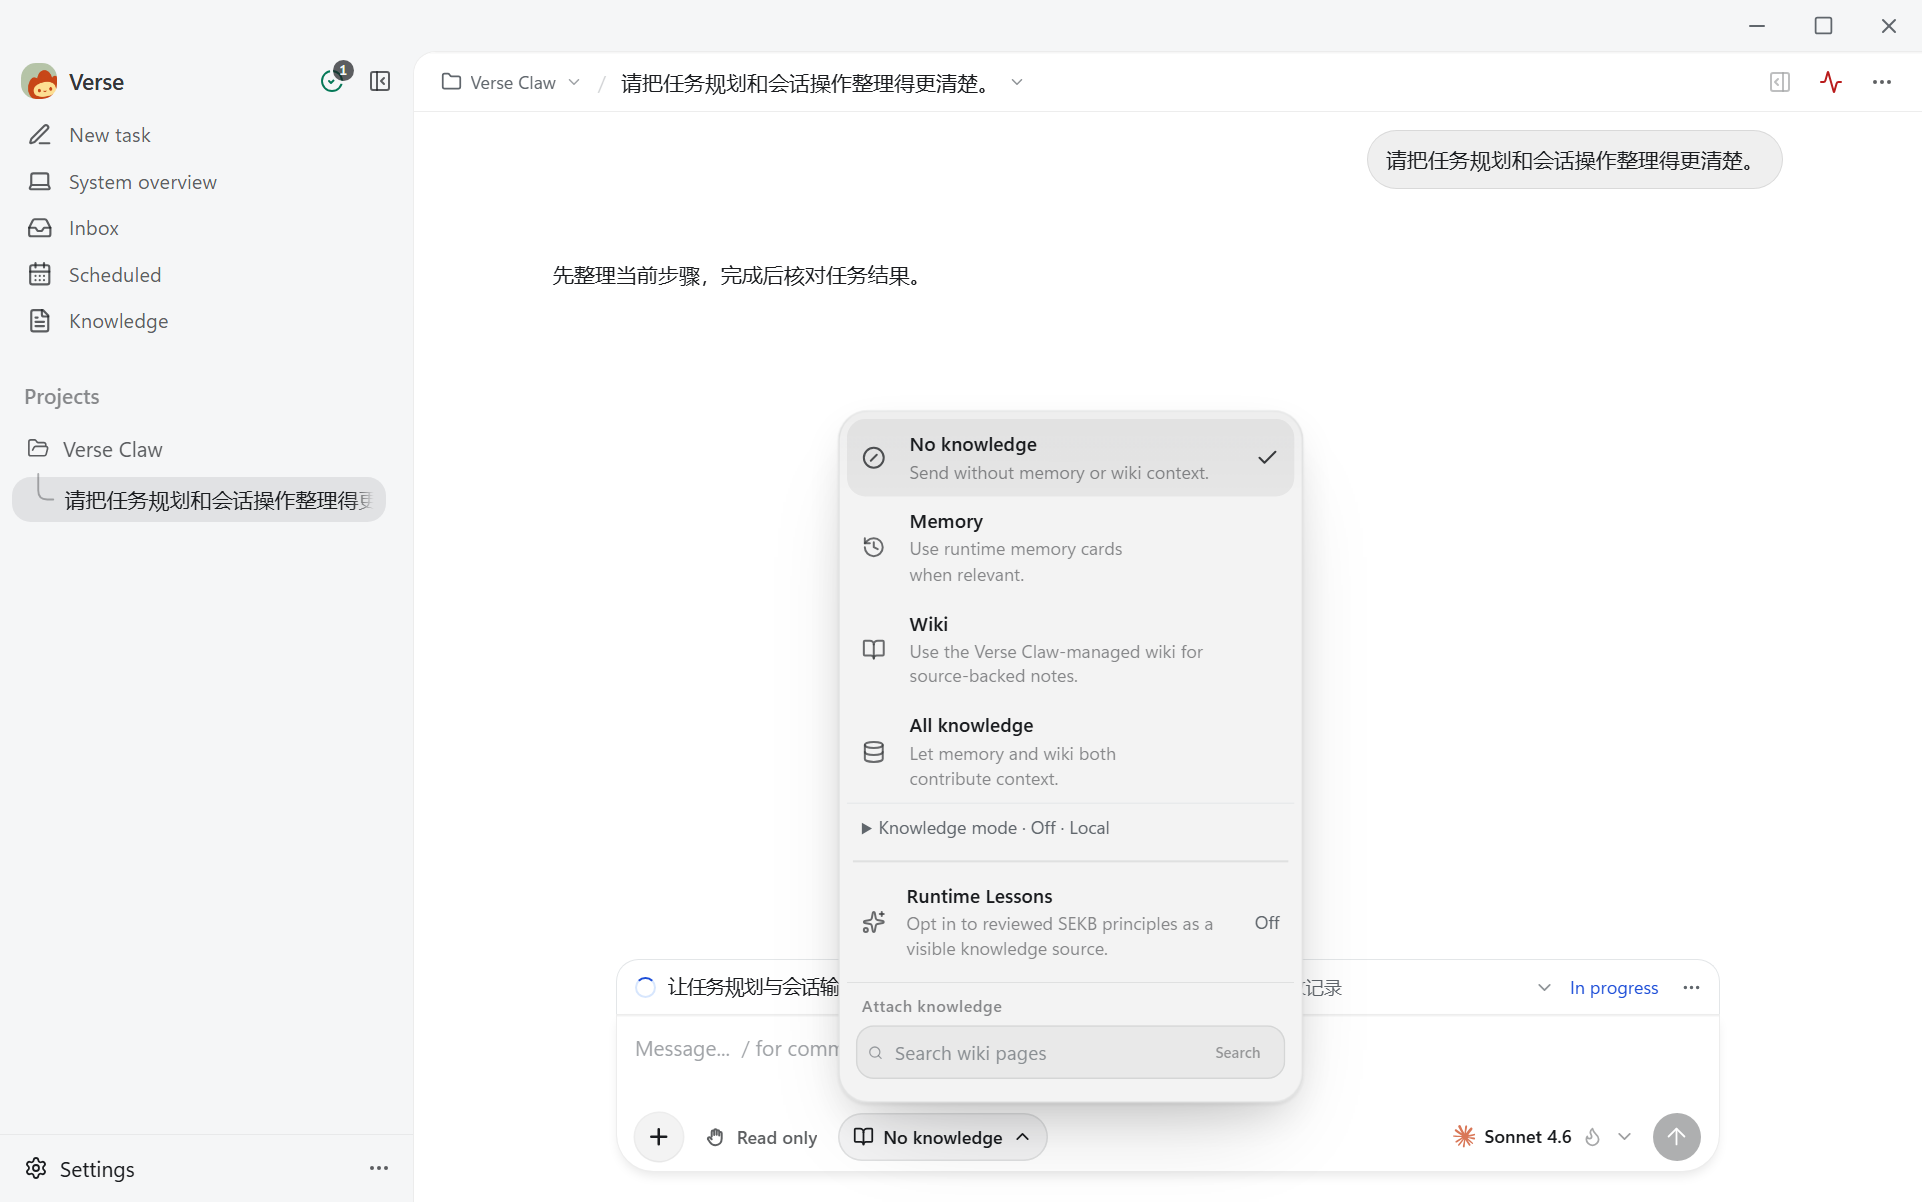 Verse
1
New task
System overview
Inbox
Scheduled
Knowledge
Projects
Verse Claw
请把任务规划和会话操作整理得更
Settings
Verse Claw / 请把任务规划和会话操作整理得更清楚。
请把任务规划和会话操作整理得更清楚。
先整理当前步骤，完成后核对任务结果。
No knowledge
Send without memory or wiki context.
Memory
Use runtime memory cards
when relevant.
Wiki
Use the Verse Claw-managed wiki for
source-backed notes.
All knowledge
Let memory and wiki both
contribute context.
Knowledge mode · Off · Local
Runtime Lessons
Opt in to reviewed SEKB principles as a
visible knowledge source.
Off
Attach knowledge
Search wiki pages
Search
让任务规划与会话输
记录
In progress
Message... / for comm
Read only
No knowledge
Sonnet 4.6